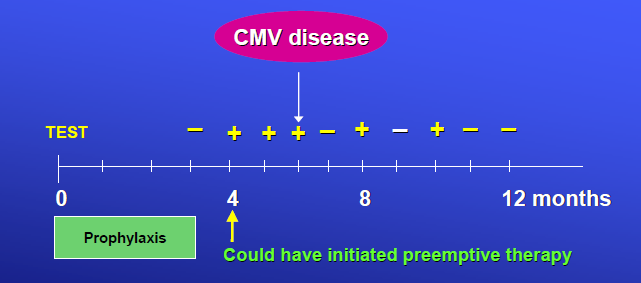 CMV disease
TEST – + + + – + – + – –
0 4 8 12 months
Prophylaxis
Could have initiated preemptive therapy